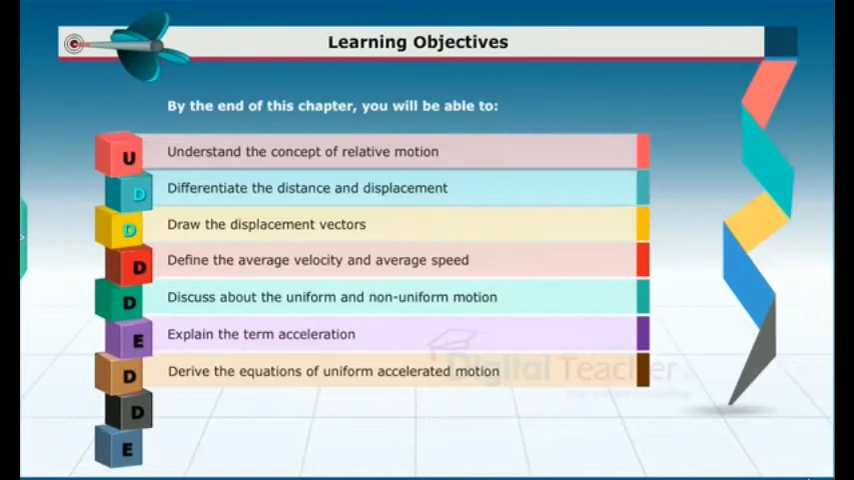 Learning Objectives
By the end of this chapter, you will be able to:
U Understand the concept of relative motion
D Differentiate the distance and displacement
D Draw the displacement vectors
D Define the average velocity and average speed
D Discuss about the uniform and non-uniform motion
E Explain the term acceleration
D Derive the equations of uniform accelerated motion
Digital Teacher
D
E